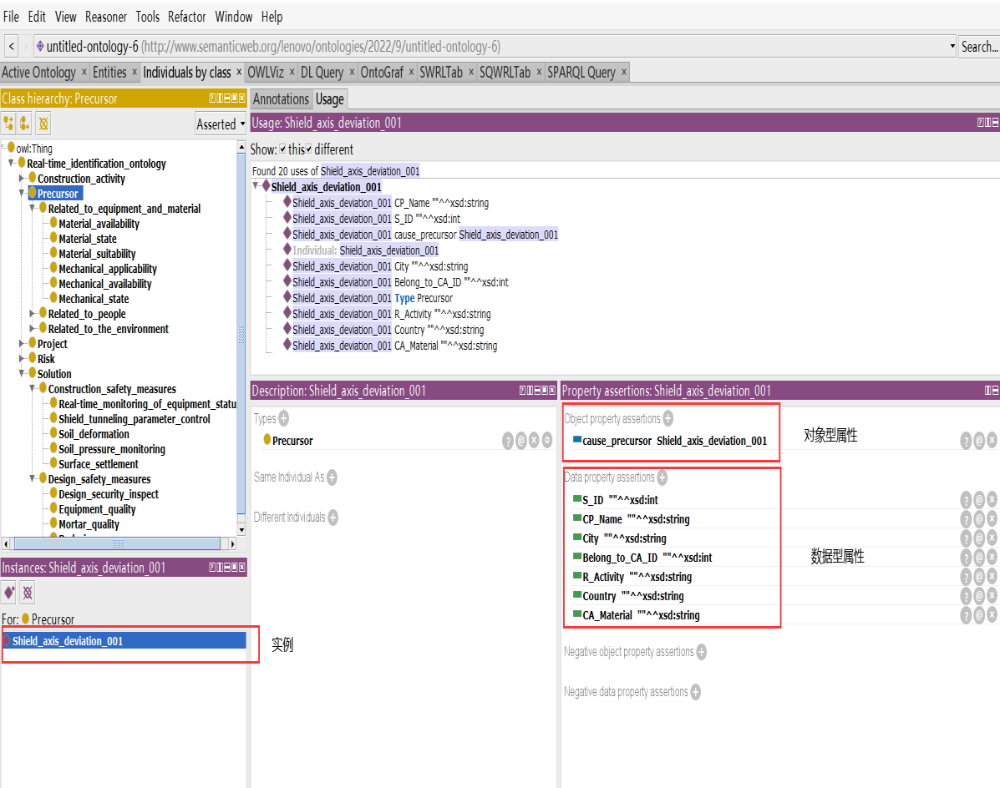 File Edit View Reasoner Tools Refactor Window Help
< > untitled-ontology-6 (http://www.semanticweb.org/lenovo/ontologies/2022/9/untitled-ontology-6) Search...
Active Ontology × Entities × Individuals by class × OWLViz × DL Query × OntoGraf × SWRLTab × SQWRLTab × SPARQL Query ×
Class hierarchy: Precursor
Asserted
owl:Thing
Real-time_identification_ontology
Construction_activity
Precursor
Related_to_equipment_and_material
Material_availability
Material_state
Material_suitability
Mechanical_applicability
Mechanical_availability
Mechanical_state
Related_to_people
Related_to_the_environment
Project
Risk
Solution
Construction_safety_measures
Real-time_monitoring_of_equipment_statu
Shield_tunneling_parameter_control
Soil_deformation
Soil_pressure_monitoring
Surface_settlement
Design_safety_measures
Design_security_inspect
Equipment_quality
Mortar_quality
Instances: Shield_axis_deviation_001
For: Precursor
Shield_axis_deviation_001
实例
Annotations Usage
Usage: Shield_axis_deviation_001
Show: this different
Found 20 uses of Shield_axis_deviation_001
Shield_axis_deviation_001
Shield_axis_deviation_001 CP_Name ""^^xsd:string
Shield_axis_deviation_001 S_ID ""^^xsd:int
Shield_axis_deviation_001 cause_precursor Shield_axis_deviation_001
Individual: Shield_axis_deviation_001
Shield_axis_deviation_001 City ""^^xsd:string
Shield_axis_deviation_001 Belong_to_CA_ID ""^^xsd:int
Shield_axis_deviation_001 Type Precursor
Shield_axis_deviation_001 R_Activity ""^^xsd:string
Shield_axis_deviation_001 Country ""^^xsd:string
Shield_axis_deviation_001 CA_Material ""^^xsd:string
Description: Shield_axis_deviation_001
Types
Precursor
Same Individual As
Different Individuals
Property assertions: Shield_axis_deviation_001
Object property assertions
cause_precursor Shield_axis_deviation_001
对象型属性
Data property assertions
S_ID ""^^xsd:int
CP_Name ""^^xsd:string
City ""^^xsd:string
Belong_to_CA_ID ""^^xsd:int
数据型属性
R_Activity ""^^xsd:string
Country ""^^xsd:string
CA_Material ""^^xsd:string
Negative object property assertions
Negative data property assertions